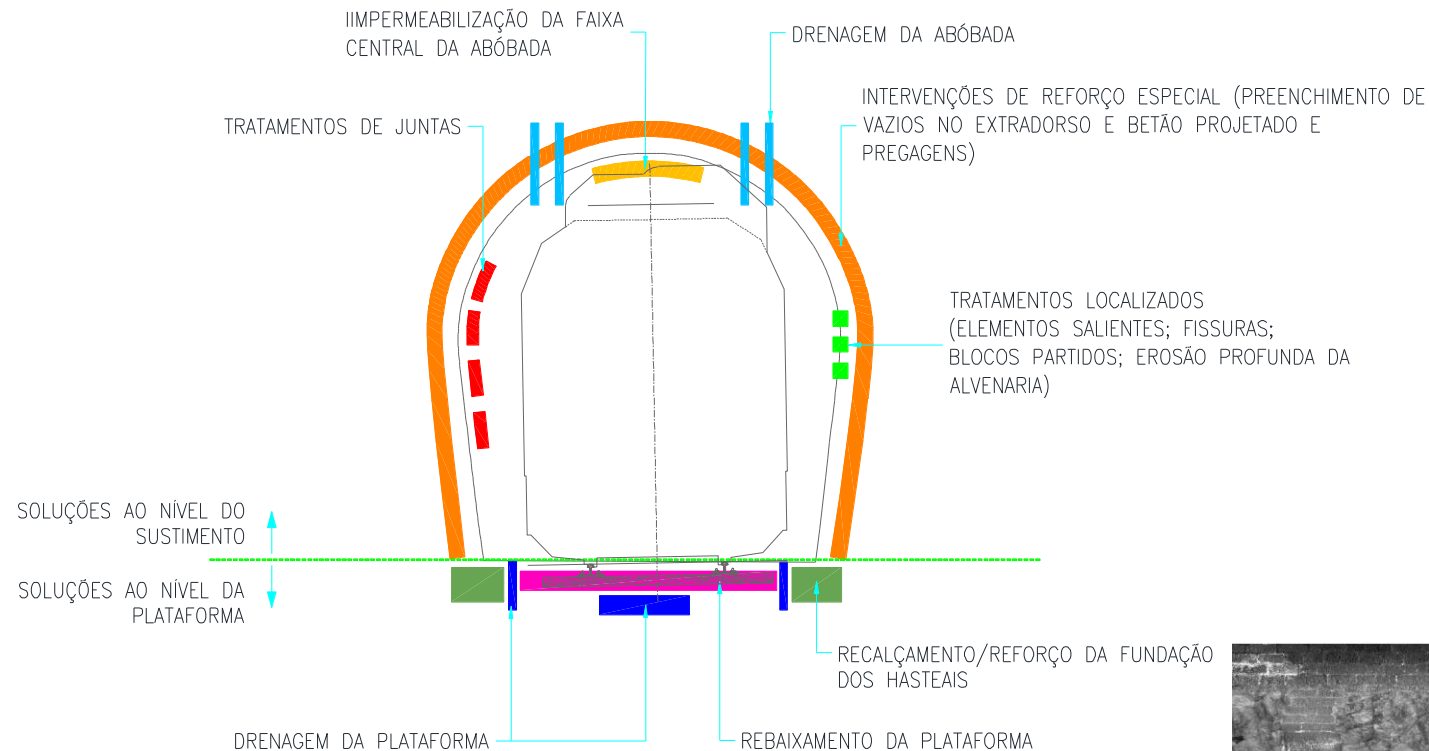 IIMPERMEABILIZAÇÃO DA FAIXA
CENTRAL DA ABÓBADA
DRENAGEM DA ABÓBADA
INTERVENÇÕES DE REFORÇO ESPECIAL (PREENCHIMENTO DE
VAZIOS NO EXTRADORSO E BETÃO PROJETADO E
PREGAGENS)
TRATAMENTOS DE JUNTAS
TRATAMENTOS LOCALIZADOS
(ELEMENTOS SALIENTES; FISSURAS;
BLOCOS PARTIDOS; EROSÃO PROFUNDA DA
ALVENARIA)
SOLUÇÕES AO NÍVEL DO
SUSTIMENTO
SOLUÇÕES AO NÍVEL DA
PLATAFORMA
RECALÇAMENTO/REFORÇO DA FUNDAÇÃO
DOS HASTEAIS
DRENAGEM DA PLATAFORMA
REBAIXAMENTO DA PLATAFORMA